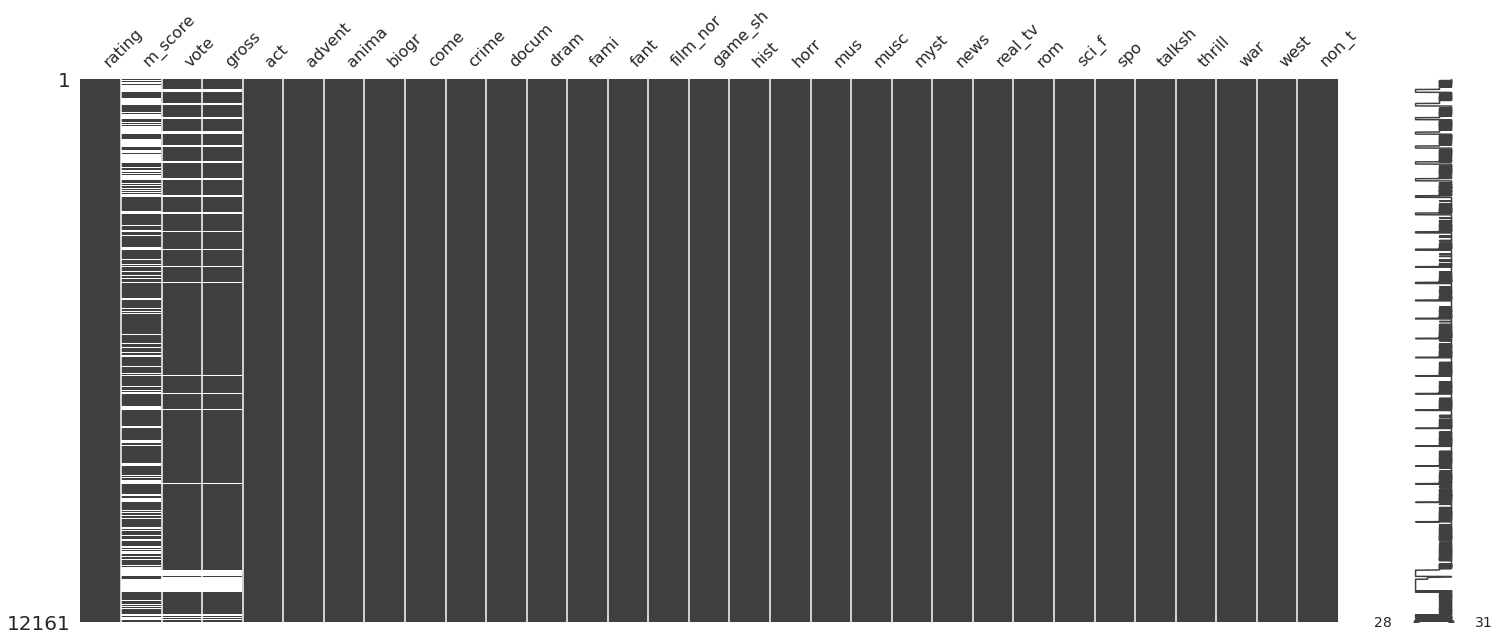 rating m_score vote gross act advent anima biogr come crime docum dram fami fant film_nor game_sh hist horr mus musc myst news real_tv rom sci_f spo talksh thrill war west non_t
1
12161
28 31